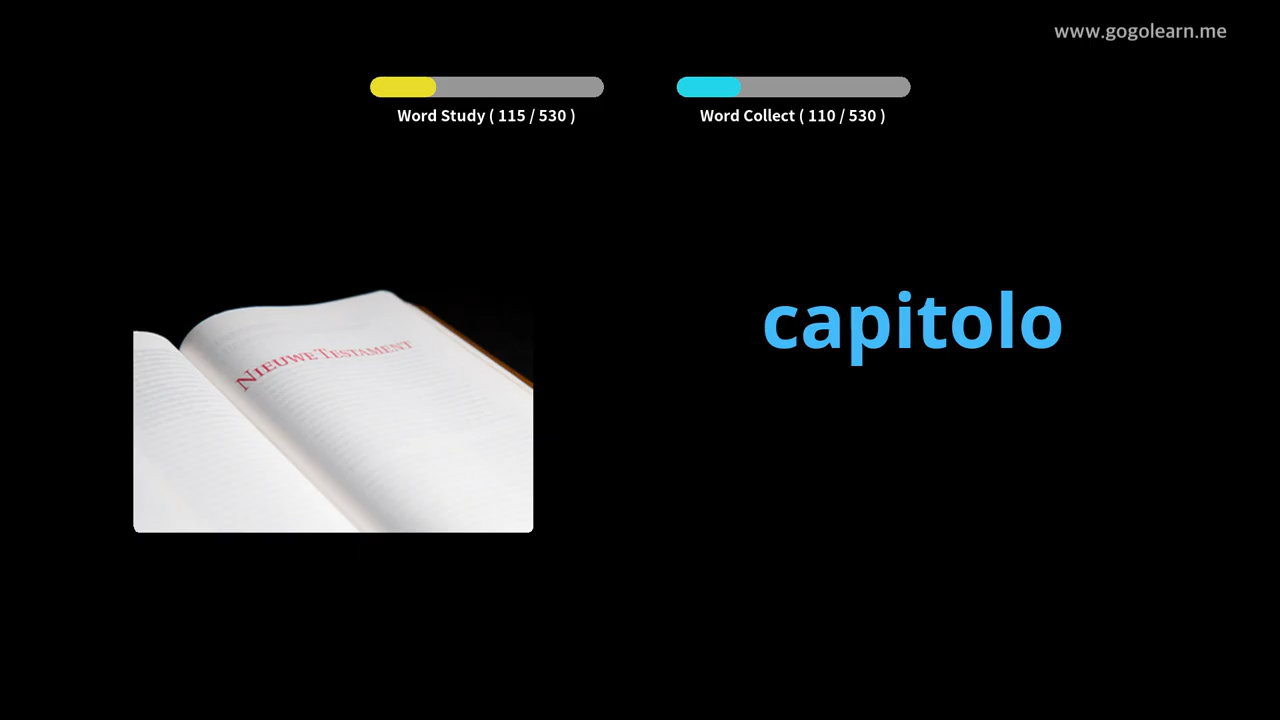 www.gogolearn.me
Word Study ( 115 / 530 )
Word Collect ( 110 / 530 )
NIEUWE TESTAMENT
capitolo